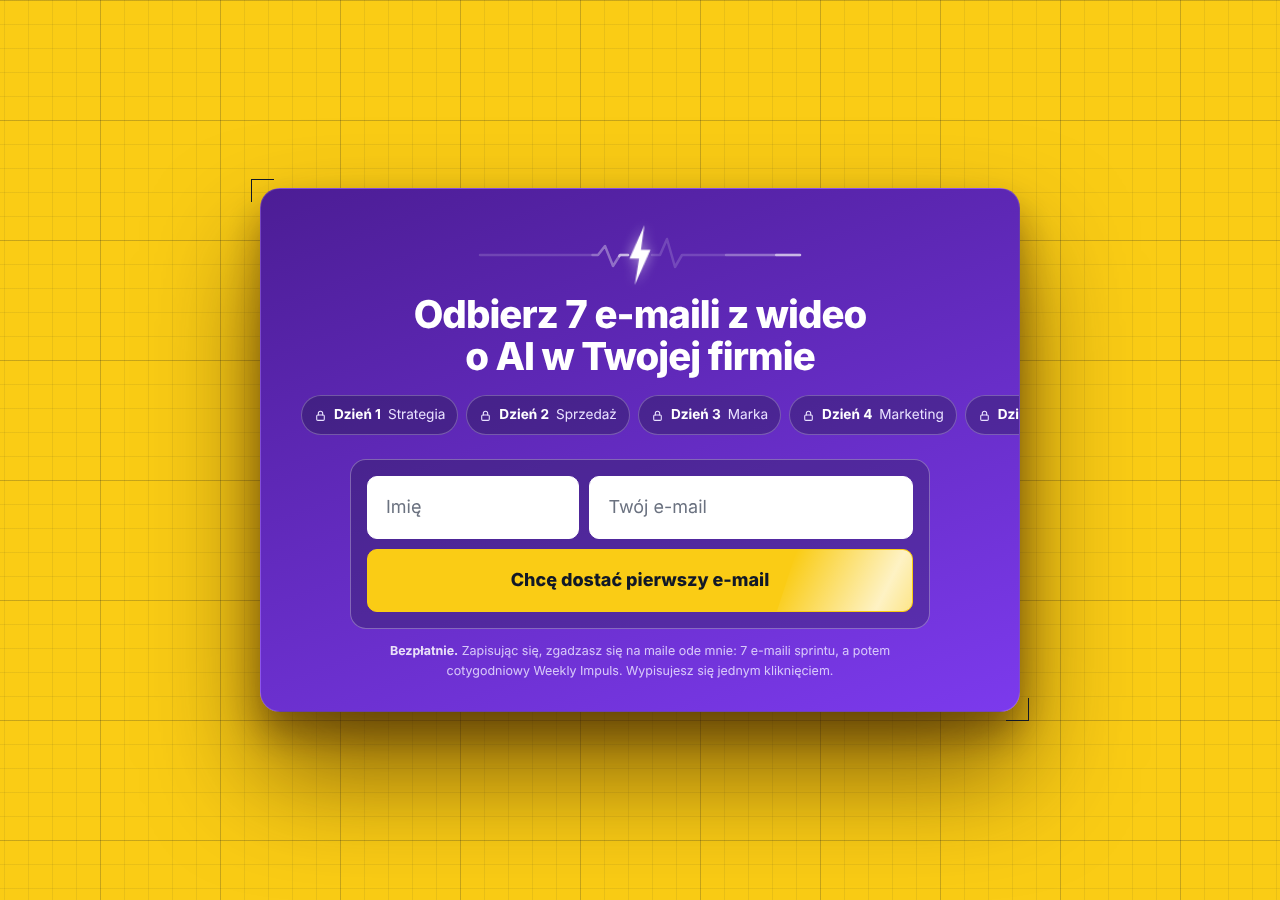 Odbierz 7 e-maili z wideo
o AI w Twojej firmie
Dzień 1 Strategia Dzień 2 Sprzedaż Dzień 3 Marka Dzień 4 Marketing
Imię Twój e-mail
Chcę dostać pierwszy e-mail
Bezpłatnie. Zapisując się, zgadzasz się na maile ode mnie: 7 e-maili sprintu, a potem
cotygodniowy Weekly Impuls. Wypisujesz się jednym kliknięciem.